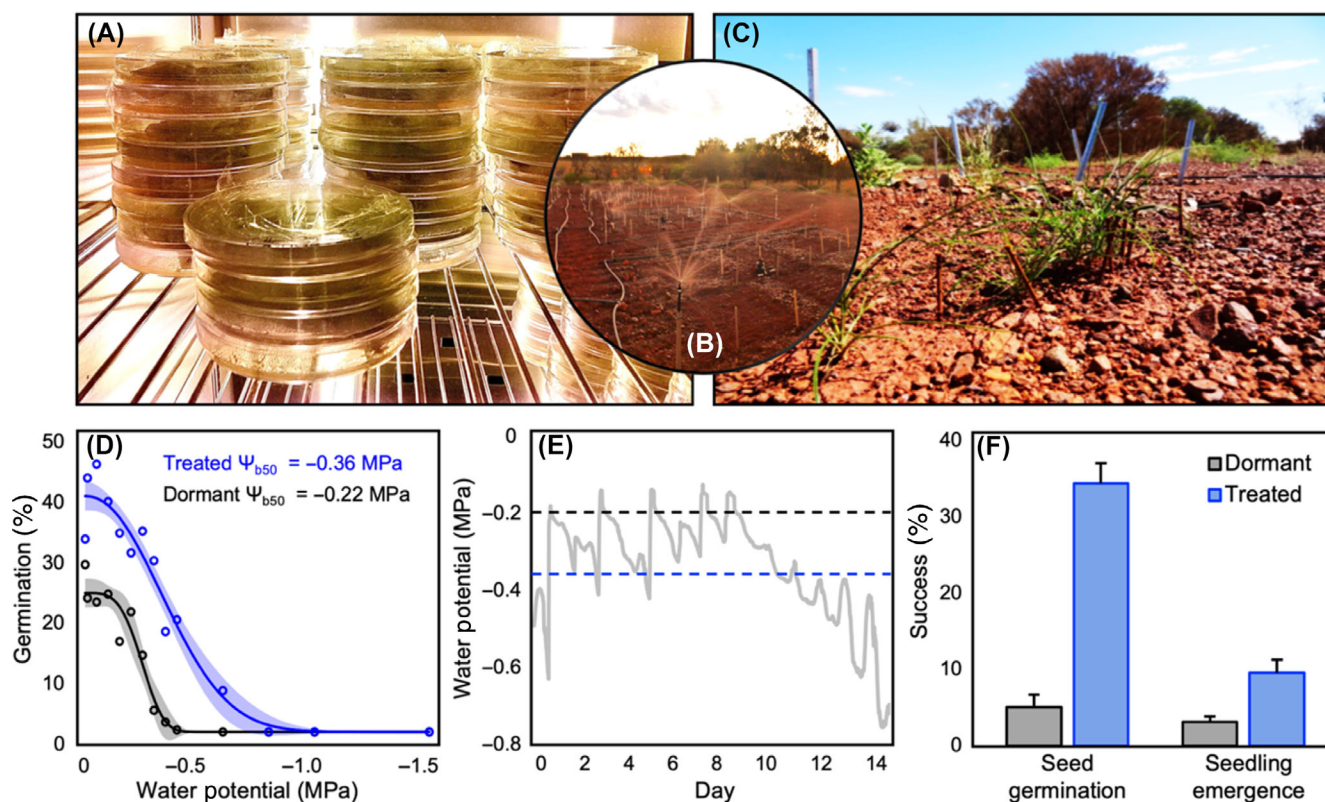 (A)
(B)
(C)
(D)
Treated Ψb50 = −0.36 MPa
Dormant Ψb50 = −0.22 MPa
Germination (%)
50
40
30
20
10
0
0
−0.5
−1.0
−1.5
Water potential (MPa)
(E)
Water potential (MPa)
0
−0.2
−0.4
−0.6
−0.8
0
2
4
6
8
10
12
14
Day
(F)
Dormant
Treated
Success (%)
40
30
20
10
0
Seed
germination
Seedling
emergence